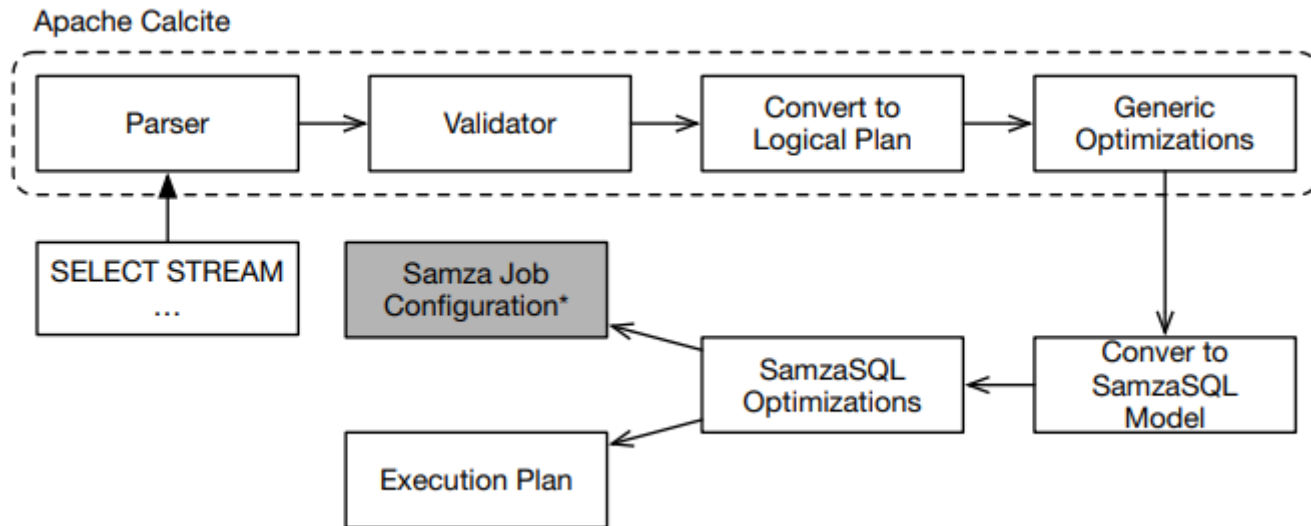 Apache Calcite
Parser
Validator
Convert to
Logical Plan
Generic
Optimizations
SELECT STREAM
...
Samza Job
Configuration*
SamzaSQL
Optimizations
Conver to
SamzaSQL
Model
Execution Plan